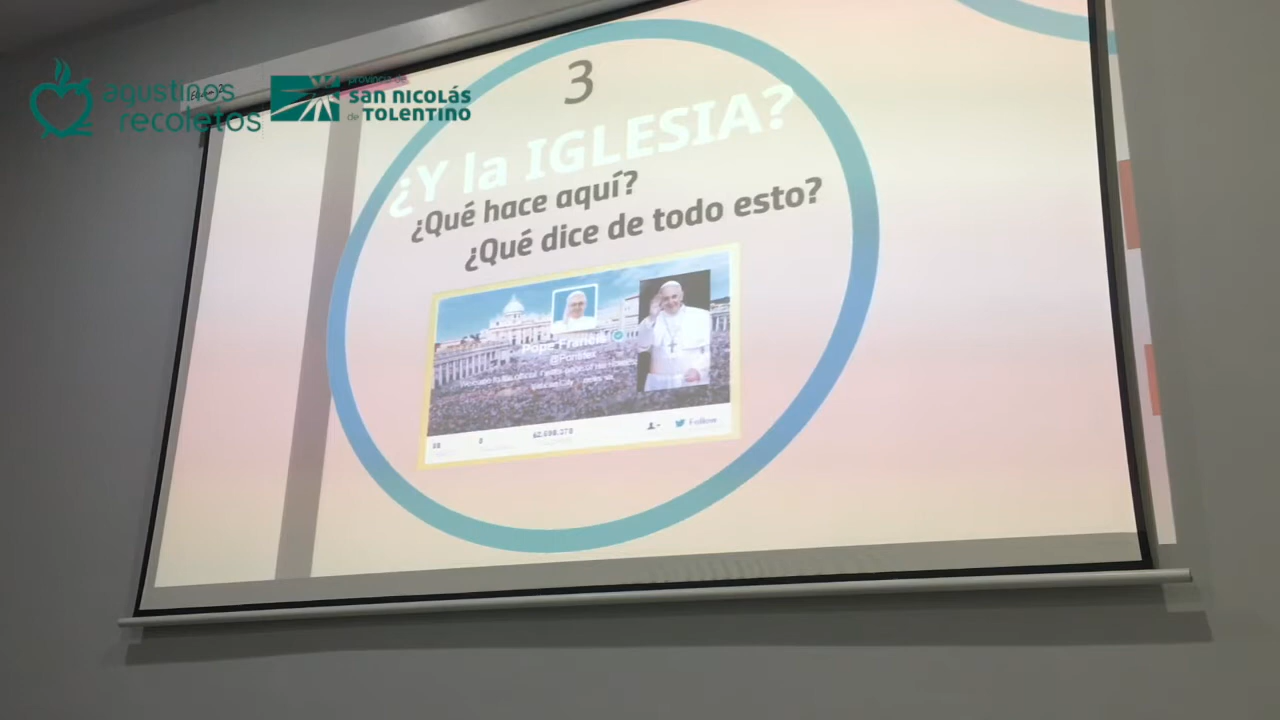 agustinos
recoletos
provincia de
SAN NICOLÁS
de TOLENTINO
3
¿Y la IGLESIA?
¿Qué hace aquí?
¿Qué dice de todo esto?
Pope Francis
@Pontifex
Follow